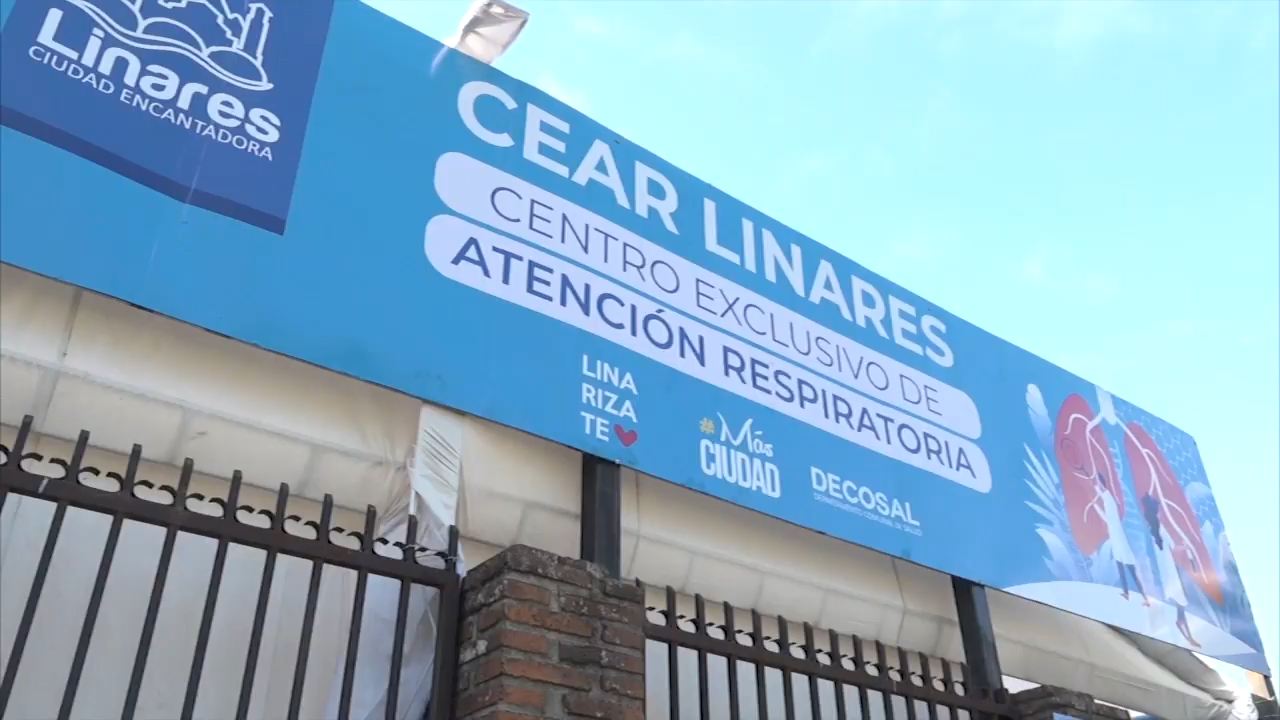 Linares
CIUDAD ENCANTADORA
CEAR LINARES
CENTRO EXCLUSIVO DE
ATENCIÓN RESPIRATORIA
LINA
RIZA
TE
#Más
CIUDAD
DECOSAL
DEPARTAMENTO COMUNAL DE SALUD